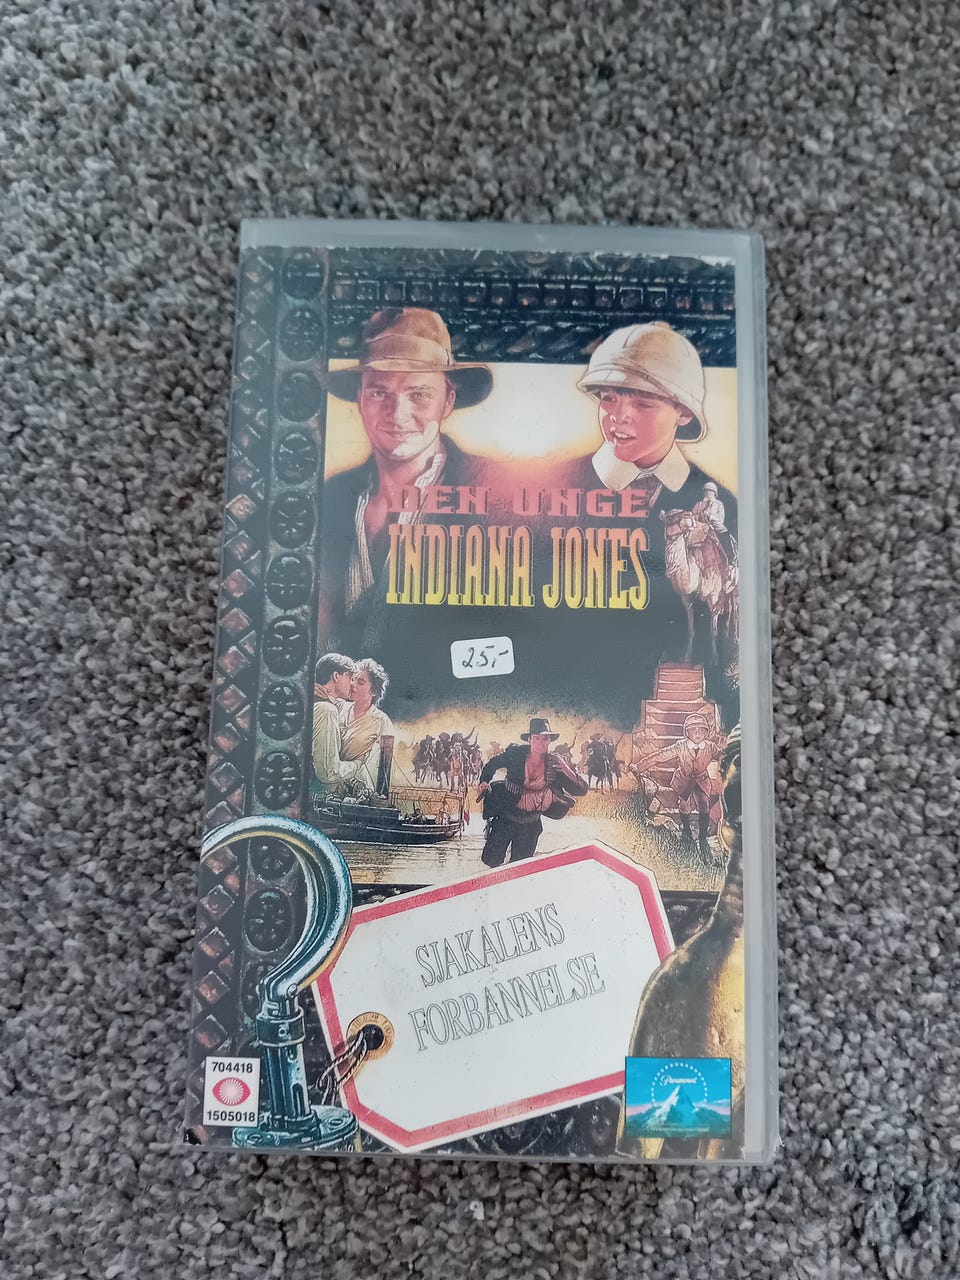 DEN UNGE
INDIANA JONES
25,-
SJAKALENS
FORBANNELSE
704418
1505018
Paramount